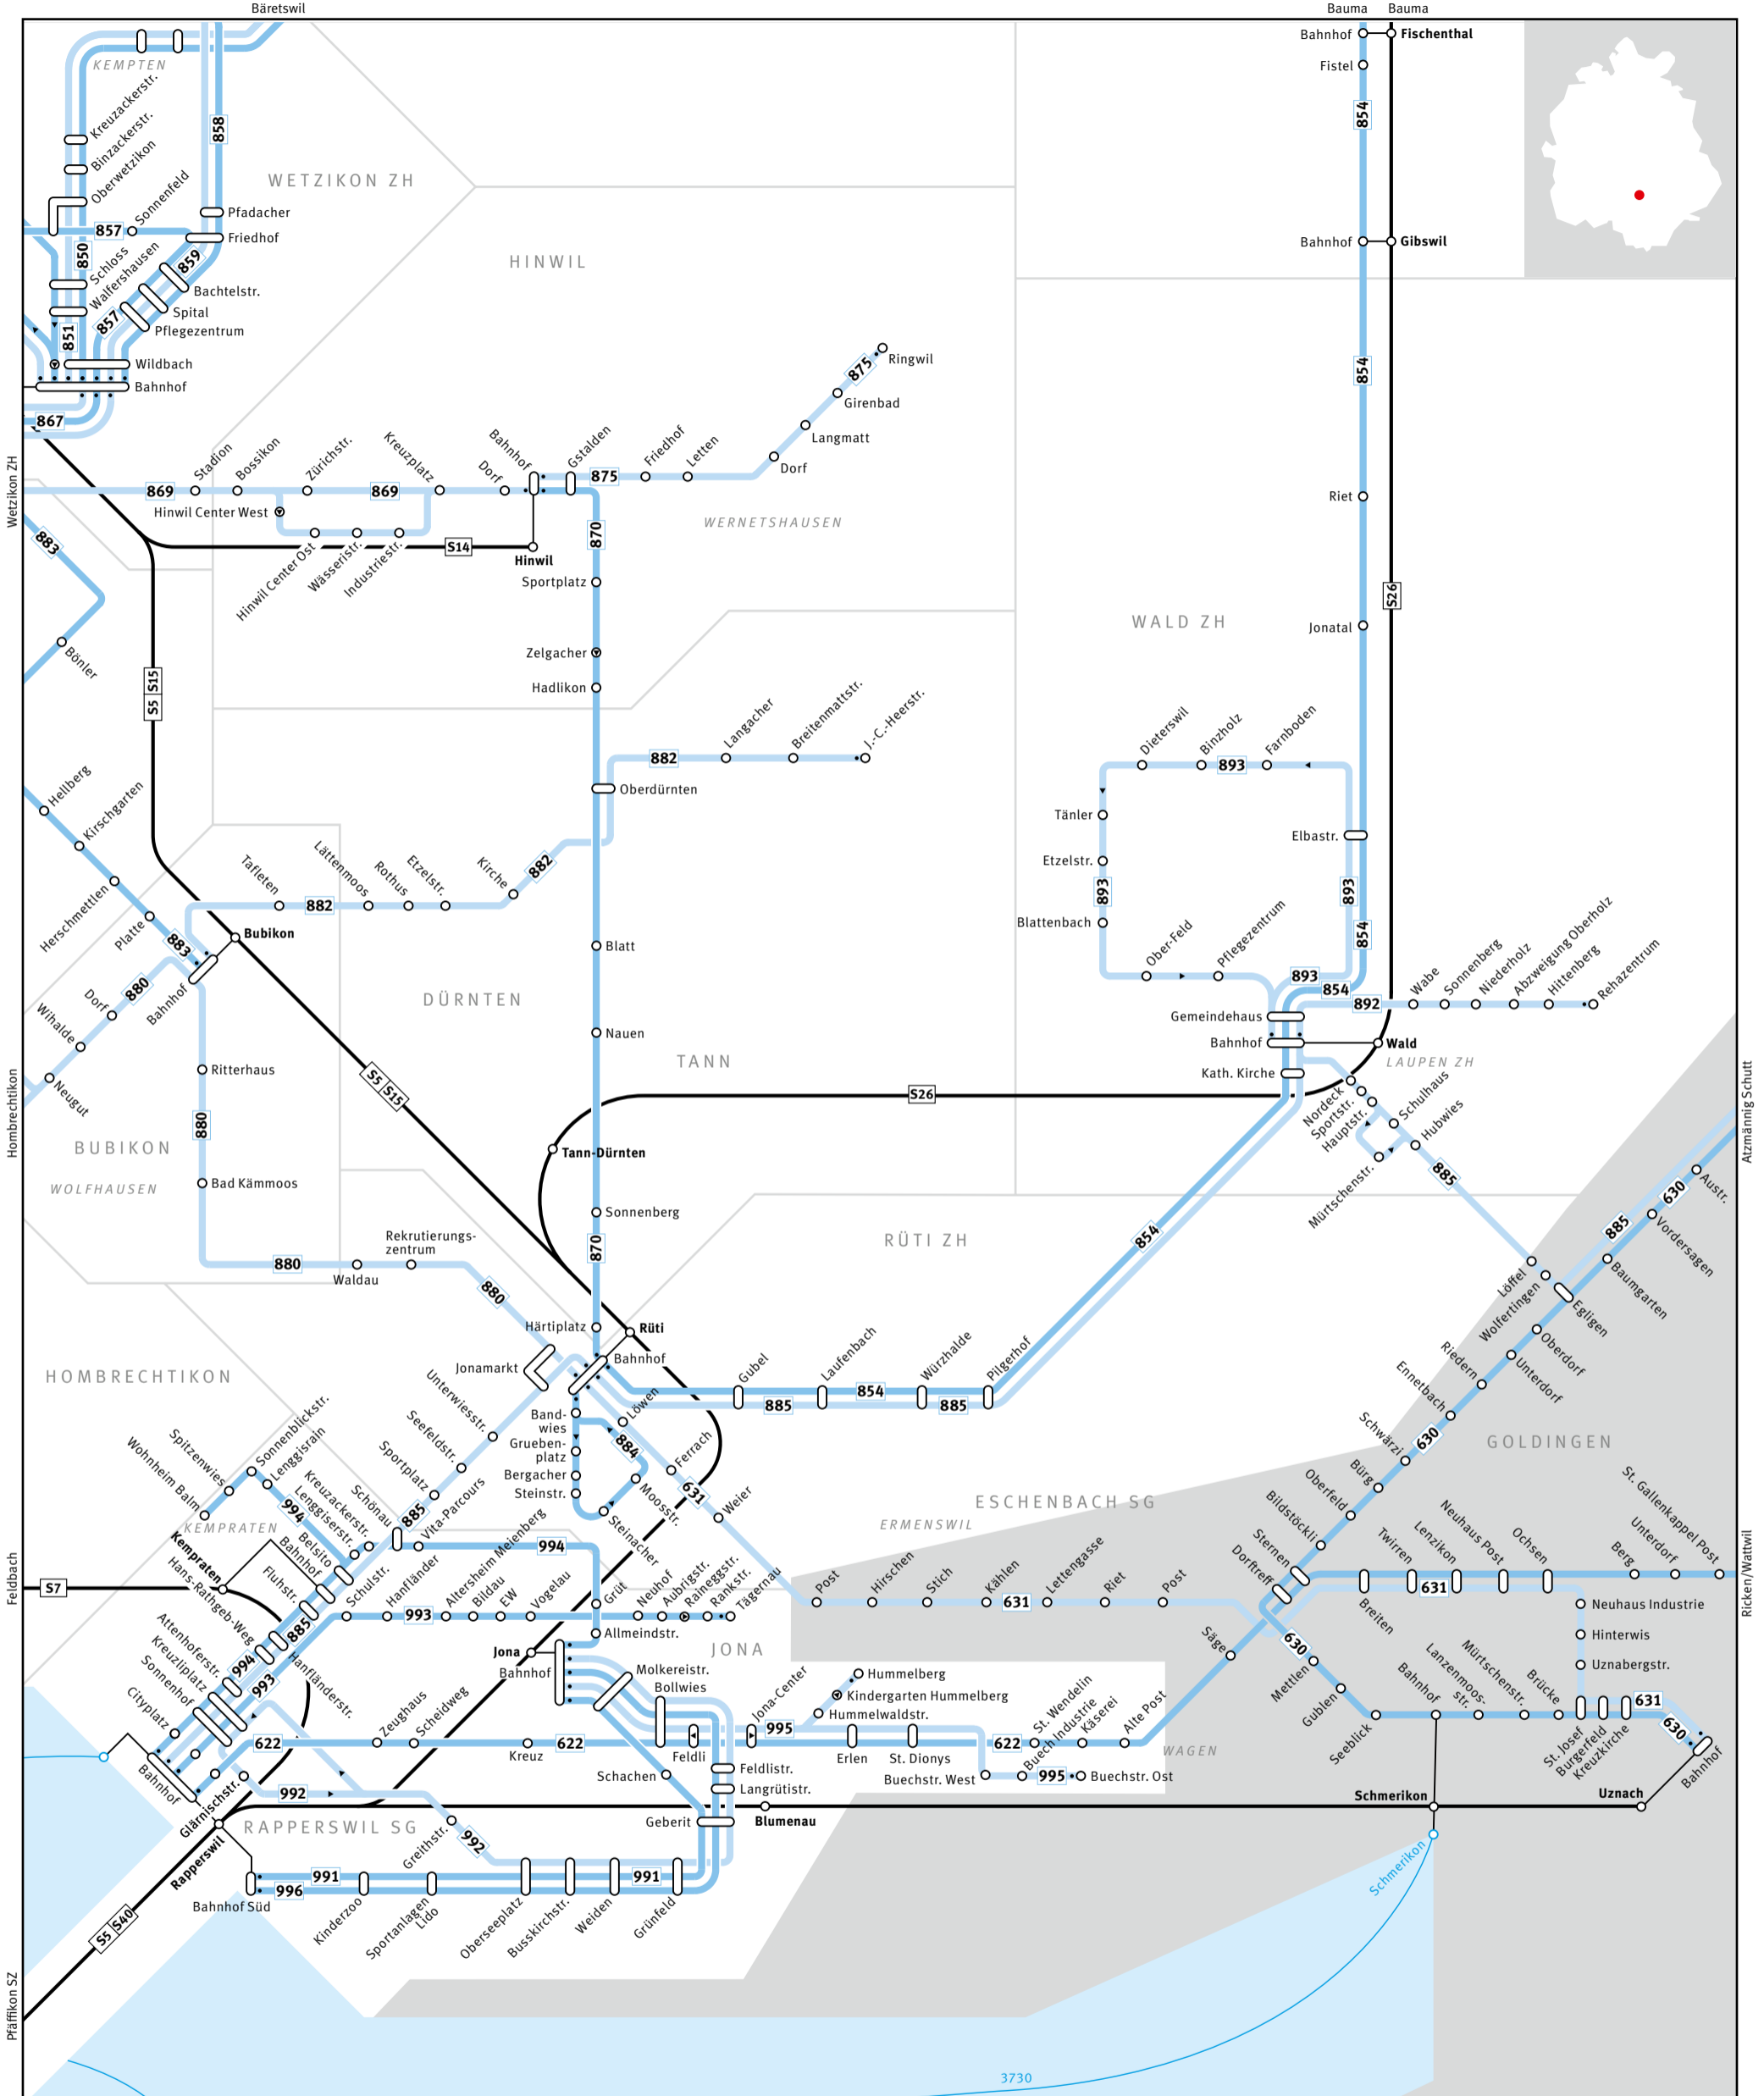 Bäretswil
Bauma
Bauma
KEMPTEN
Kreuzackerstr.
Binzackerstr.
Oberwetzikon
858
WETZIKON ZH
Pfadacher
Friedhof
857
Sonnenfeld
850
Schloss
Walfershausen
859
Bachtelstr.
Spital
Pflegezentrum
857
851
Wildbach
Bahnhof
867
Bahnhof
Fischenthal
Fistel
854
Bahnhof
Gibswil
HINWIL
854
875
Ringwil
Girenbad
Langmatt
Dorf
Wetzikon ZH
869
Stadion
Bossikon
Zürichstr.
869
Kreuzplatz
Dorf
Bahnhof
Gstalden
875
Friedhof
Letten
Hinwil Center West
Hinwil Center Ost
Wässeristr.
Industriestr.
S14
Hinwil
870
WERNETSHAUSEN
Riet
883
Sportplatz
S26
WALD ZH
Jonatal
Bönler
Zelgacher
Hadlikon
S5
S15
882
Langacher
Breitenmattstr.
J.-C.-Heerstr.
Dieterswil
Binzholz
893
Farnboden
Oberdürnten
Tänler
Elbastr.
Etzelstr.
893
893
Blattenbach
854
Hellberg
Kirschgarten
Herschmettlen
Platte
883
Tafleten
882
Lättenmoos
Rothus
Etzelstr.
Kirche
882
Bubikon
Blatt
Ober-Feld
Pflegezentrum
893
854
892
Wabe
Sonnenberg
Niederholz
Abzweigung Oberholz
Hittenberg
Rehazentrum
Bahnhof
880
Dorf
Wihalde
Neugut
DÜRNTEN
Nauen
TANN
Gemeindehaus
Bahnhof
Wald
LAUPEN ZH
Kath. Kirche
Ritterhaus
S5
S15
S26
Nordeck
Sportstr.
Hauptstr.
Schulhaus
Hubwies
Mürtschenstr.
885
Hombrechtikon
Atzmännig Schutt
880
BUBIKON
WOLFHAUSEN
Bad Kämmoos
Tann-Dürnten
Sonnenberg
870
880
Waldau
Rekrutierungs-
zentrum
880
RÜTI ZH
854
630
Austr.
885
Vordersagen
Baumgarten
Löffel
Wolfertingen
Egligen
Oberdorf
Unterdorf
Härtiplatz
Rüti
Jonamarkt
Bahnhof
HOMBRECHTIKON
Gubel
Laufenbach
854
Würzhalde
Pilgerhof
885
885
Riedern
Ennetbach
630
Schwärzi
GOLDINGEN
Unterwiesstr.
Seefeldstr.
Sportplatz
Band-
wies
Grueben-
platz
Bergacher
Steinstr.
Löwen
884
Moosstr.
Steinacher
Ferrach
631
Weier
Sonnenblickstr.
Lenggisrain
Spitzenwies
Wohnheim Balm
994
Kreuzackerstr.
Lenggiserstr.
Belsito
Bahnhof
Fluhstr.
Hans-Rathgeb-Weg
Schönau
885
Vita-Parcours
KEMPRATEN
Kempraten
S7
Feldbach
Schulstr.
Hanfländer
993
Altersheim Meienberg
Bildau
EW
Vogelau
994
Grüt
Neuhof
Aubrigstr.
Raineggstr.
Rankstr.
Tägernau
Allmeindstr.
ESCHENBACH SG
ERMENSWIL
Post
Hirschen
Stich
Kählen
631
Lettengasse
Riet
Post
Bürg
Oberfeld
Bildstöckli
Sternen
Dorftreff
Twirren
Lenzikon
Neuhaus Post
Ochsen
Berg
Unterdorf
St. Gallenkappel Post
Ricken/Wattwil
Breiten
631
Neuhaus Industrie
Hinterwis
Uznabergstr.
Säge
630
Mettlen
Gublen
Seeblick
Bahnhof
Lanzenmoos-
str.
Mürtschenstr.
Brücke
St. Josef
Burgerfeld
Kreuzkirche
631
630
Bahnhof
885
994
993
Attenhoferstr.
Kreuzliplatz
Sonnenhof
Cityplatz
Hanfländerstr.
Bahnhof
Glärnischstr.
Rapperswil
622
Zeughaus
Scheidweg
Kreuz
622
Jona
Bahnhof
JONA
Molkereistr.
Bollwies
Feldli
Jona-Center
995
Hummelberg
Kindergarten Hummelberg
Hummelwaldstr.
Erlen
St. Dionys
622
St. Wendelin
Buech Industrie
Käserei
Alte Post
Buechstr. West
995
Buechstr. Ost
WAGEN
Schachen
Feldlistr.
Langrütistr.
Geberit
Blumenau
Schmerikon
Uznach
Schmerikon
992
RAPPERSWIL SG
Greithstr.
992
991
996
Bahnhof Süd
Kinderzoo
Sportanlagen
Lido
Oberseeplatz
Busskirchstr.
Weiden
991
Grünfeld
S5
S40
Pfäffikon SZ
3730